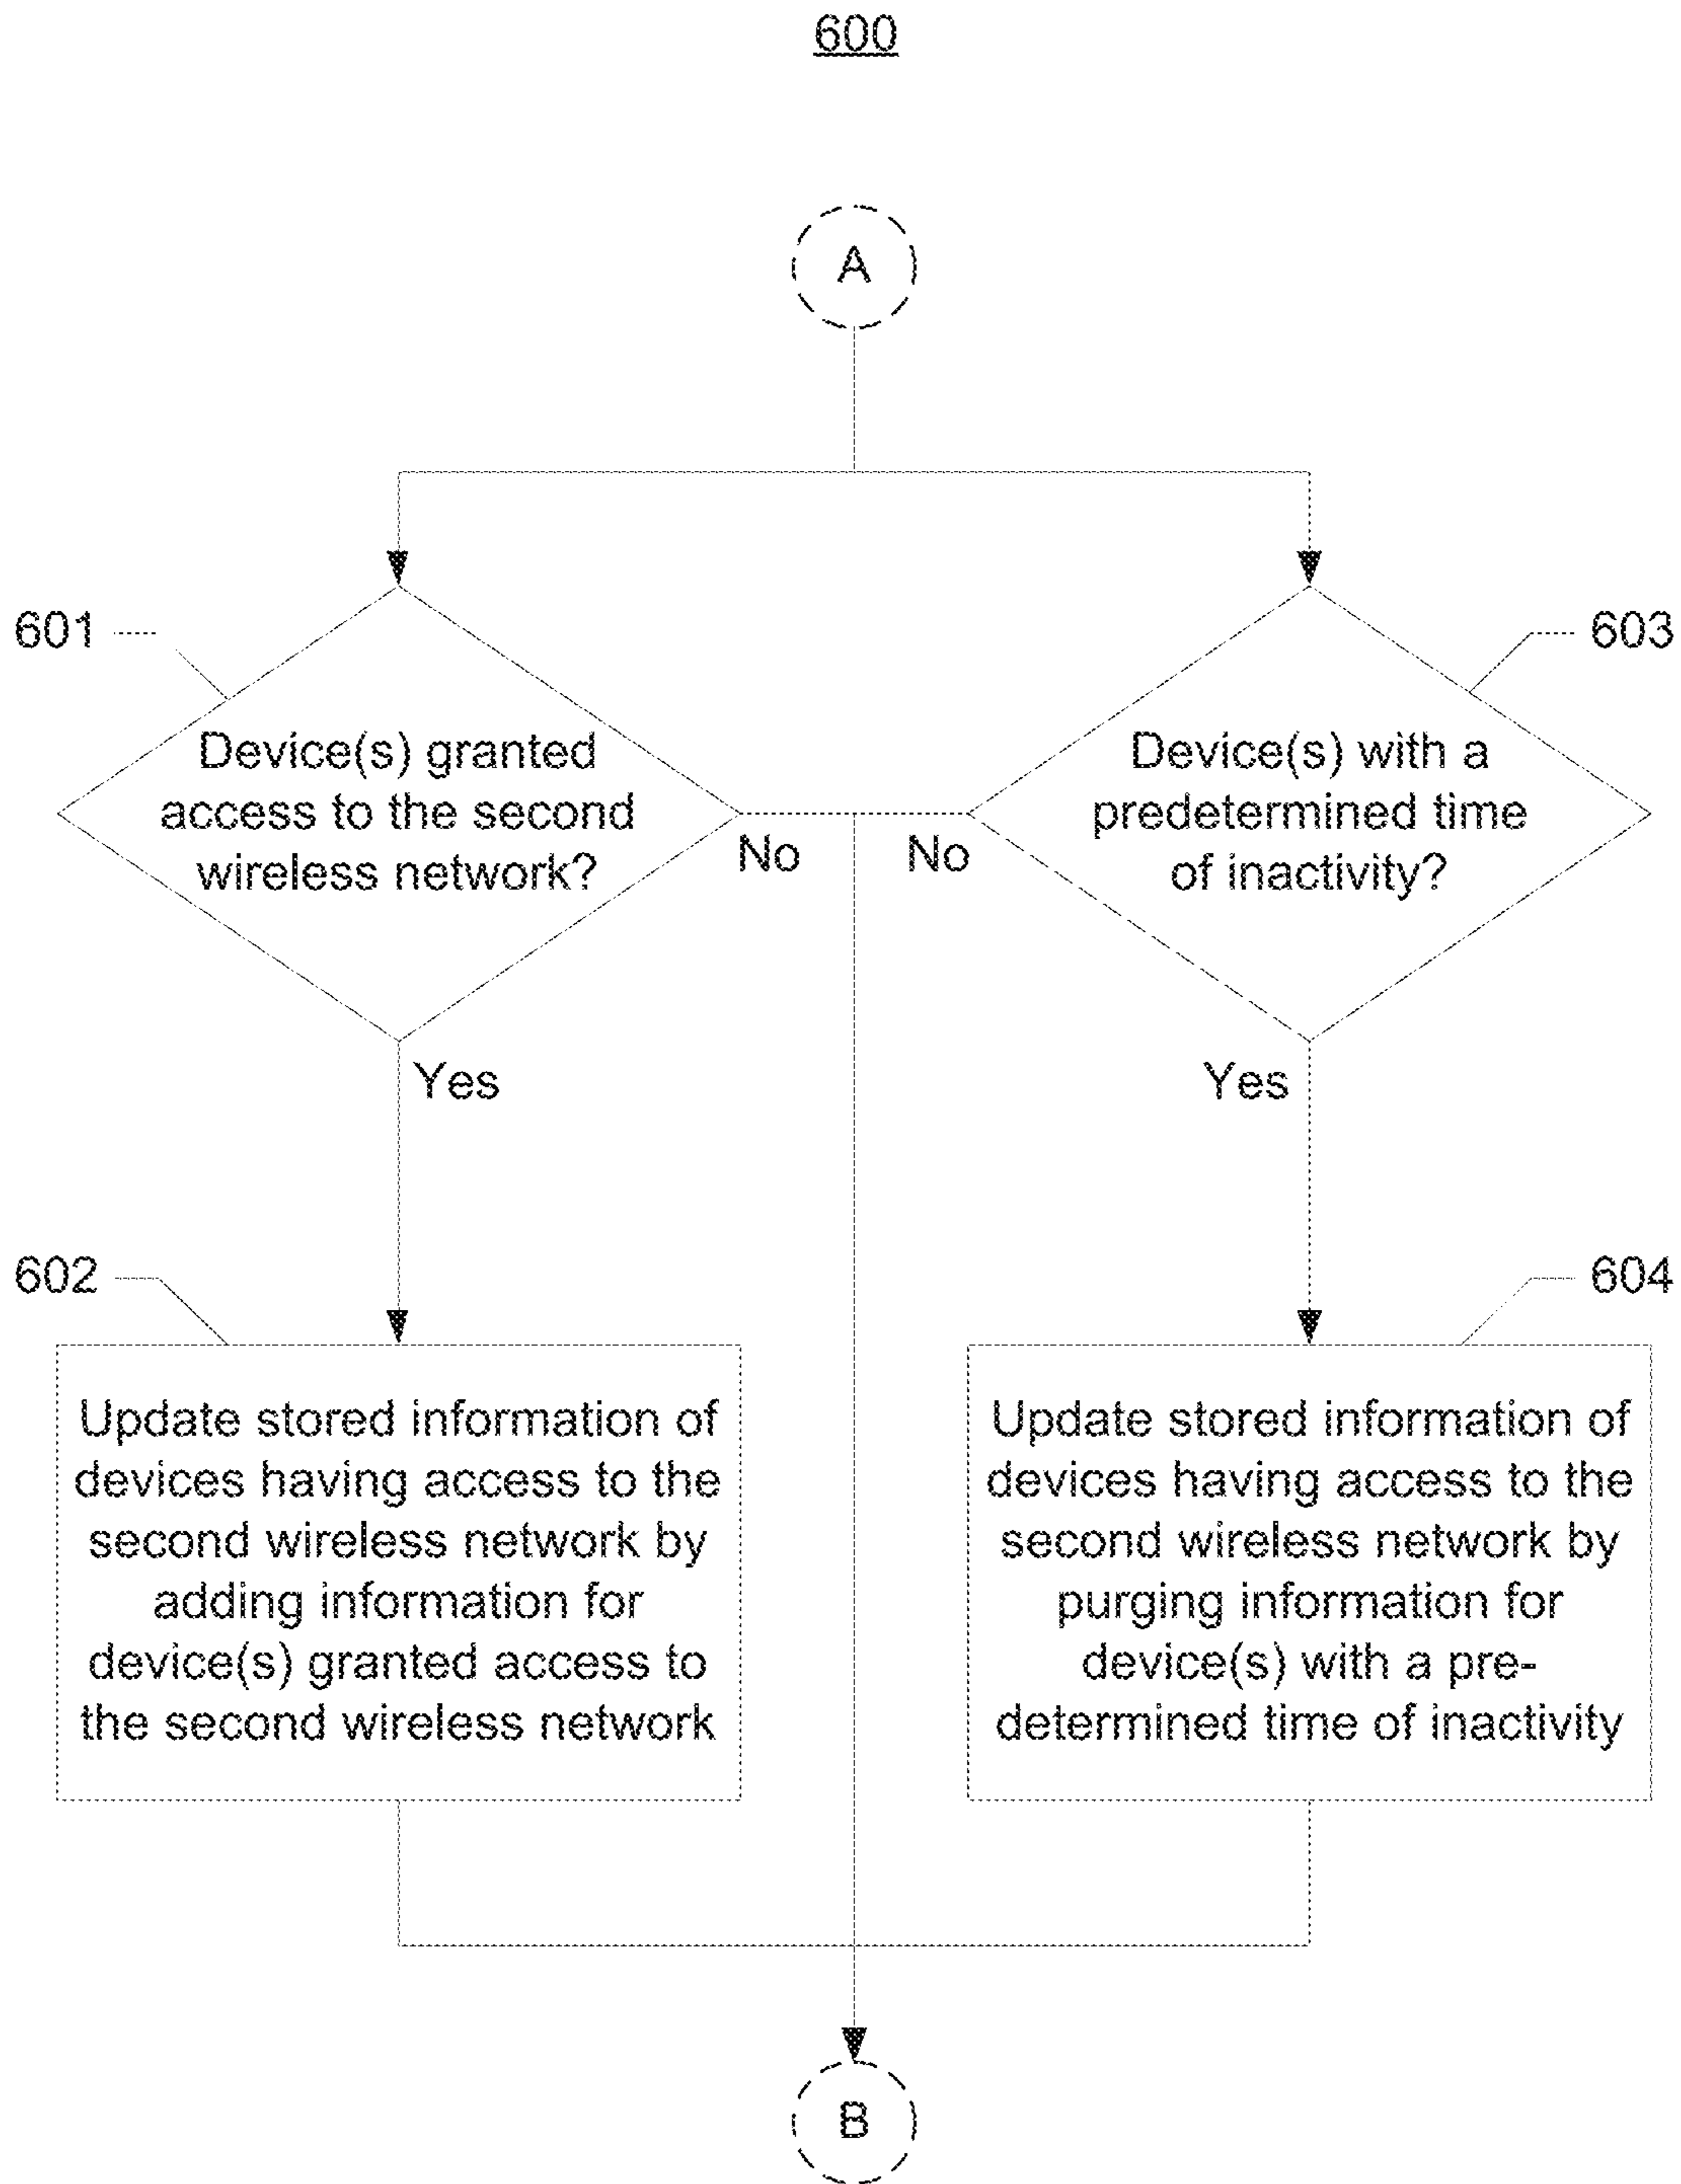 600
A
601
Device(s) granted
access to the second
wireless network?
No
Yes
603
Device(s) with a
predetermined time
of inactivity?
No
Yes
602
Update stored information of
devices having access to the
second wireless network by
adding information for
device(s) granted access to
the second wireless network
604
Update stored information of
devices having access to the
second wireless network by
purging information for
device(s) with a pre-
determined time of inactivity
B